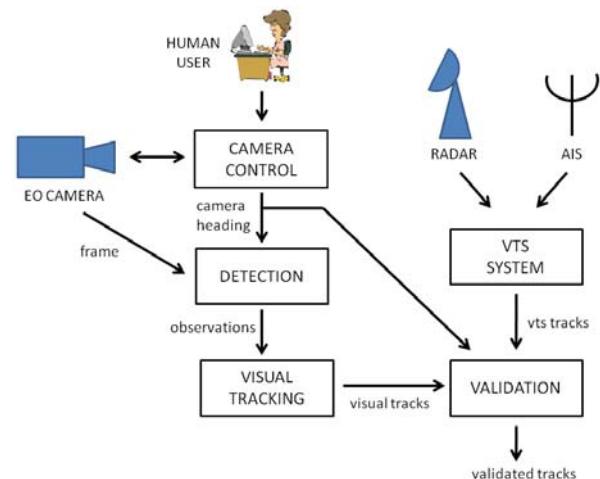 HUMAN
USER
CAMERA
CONTROL
RADAR
AIS
EO CAMERA
camera
heading
frame
VTS
SYSTEM
DETECTION
vts tracks
observations
VISUAL
TRACKING
visual tracks
VALIDATION
validated tracks